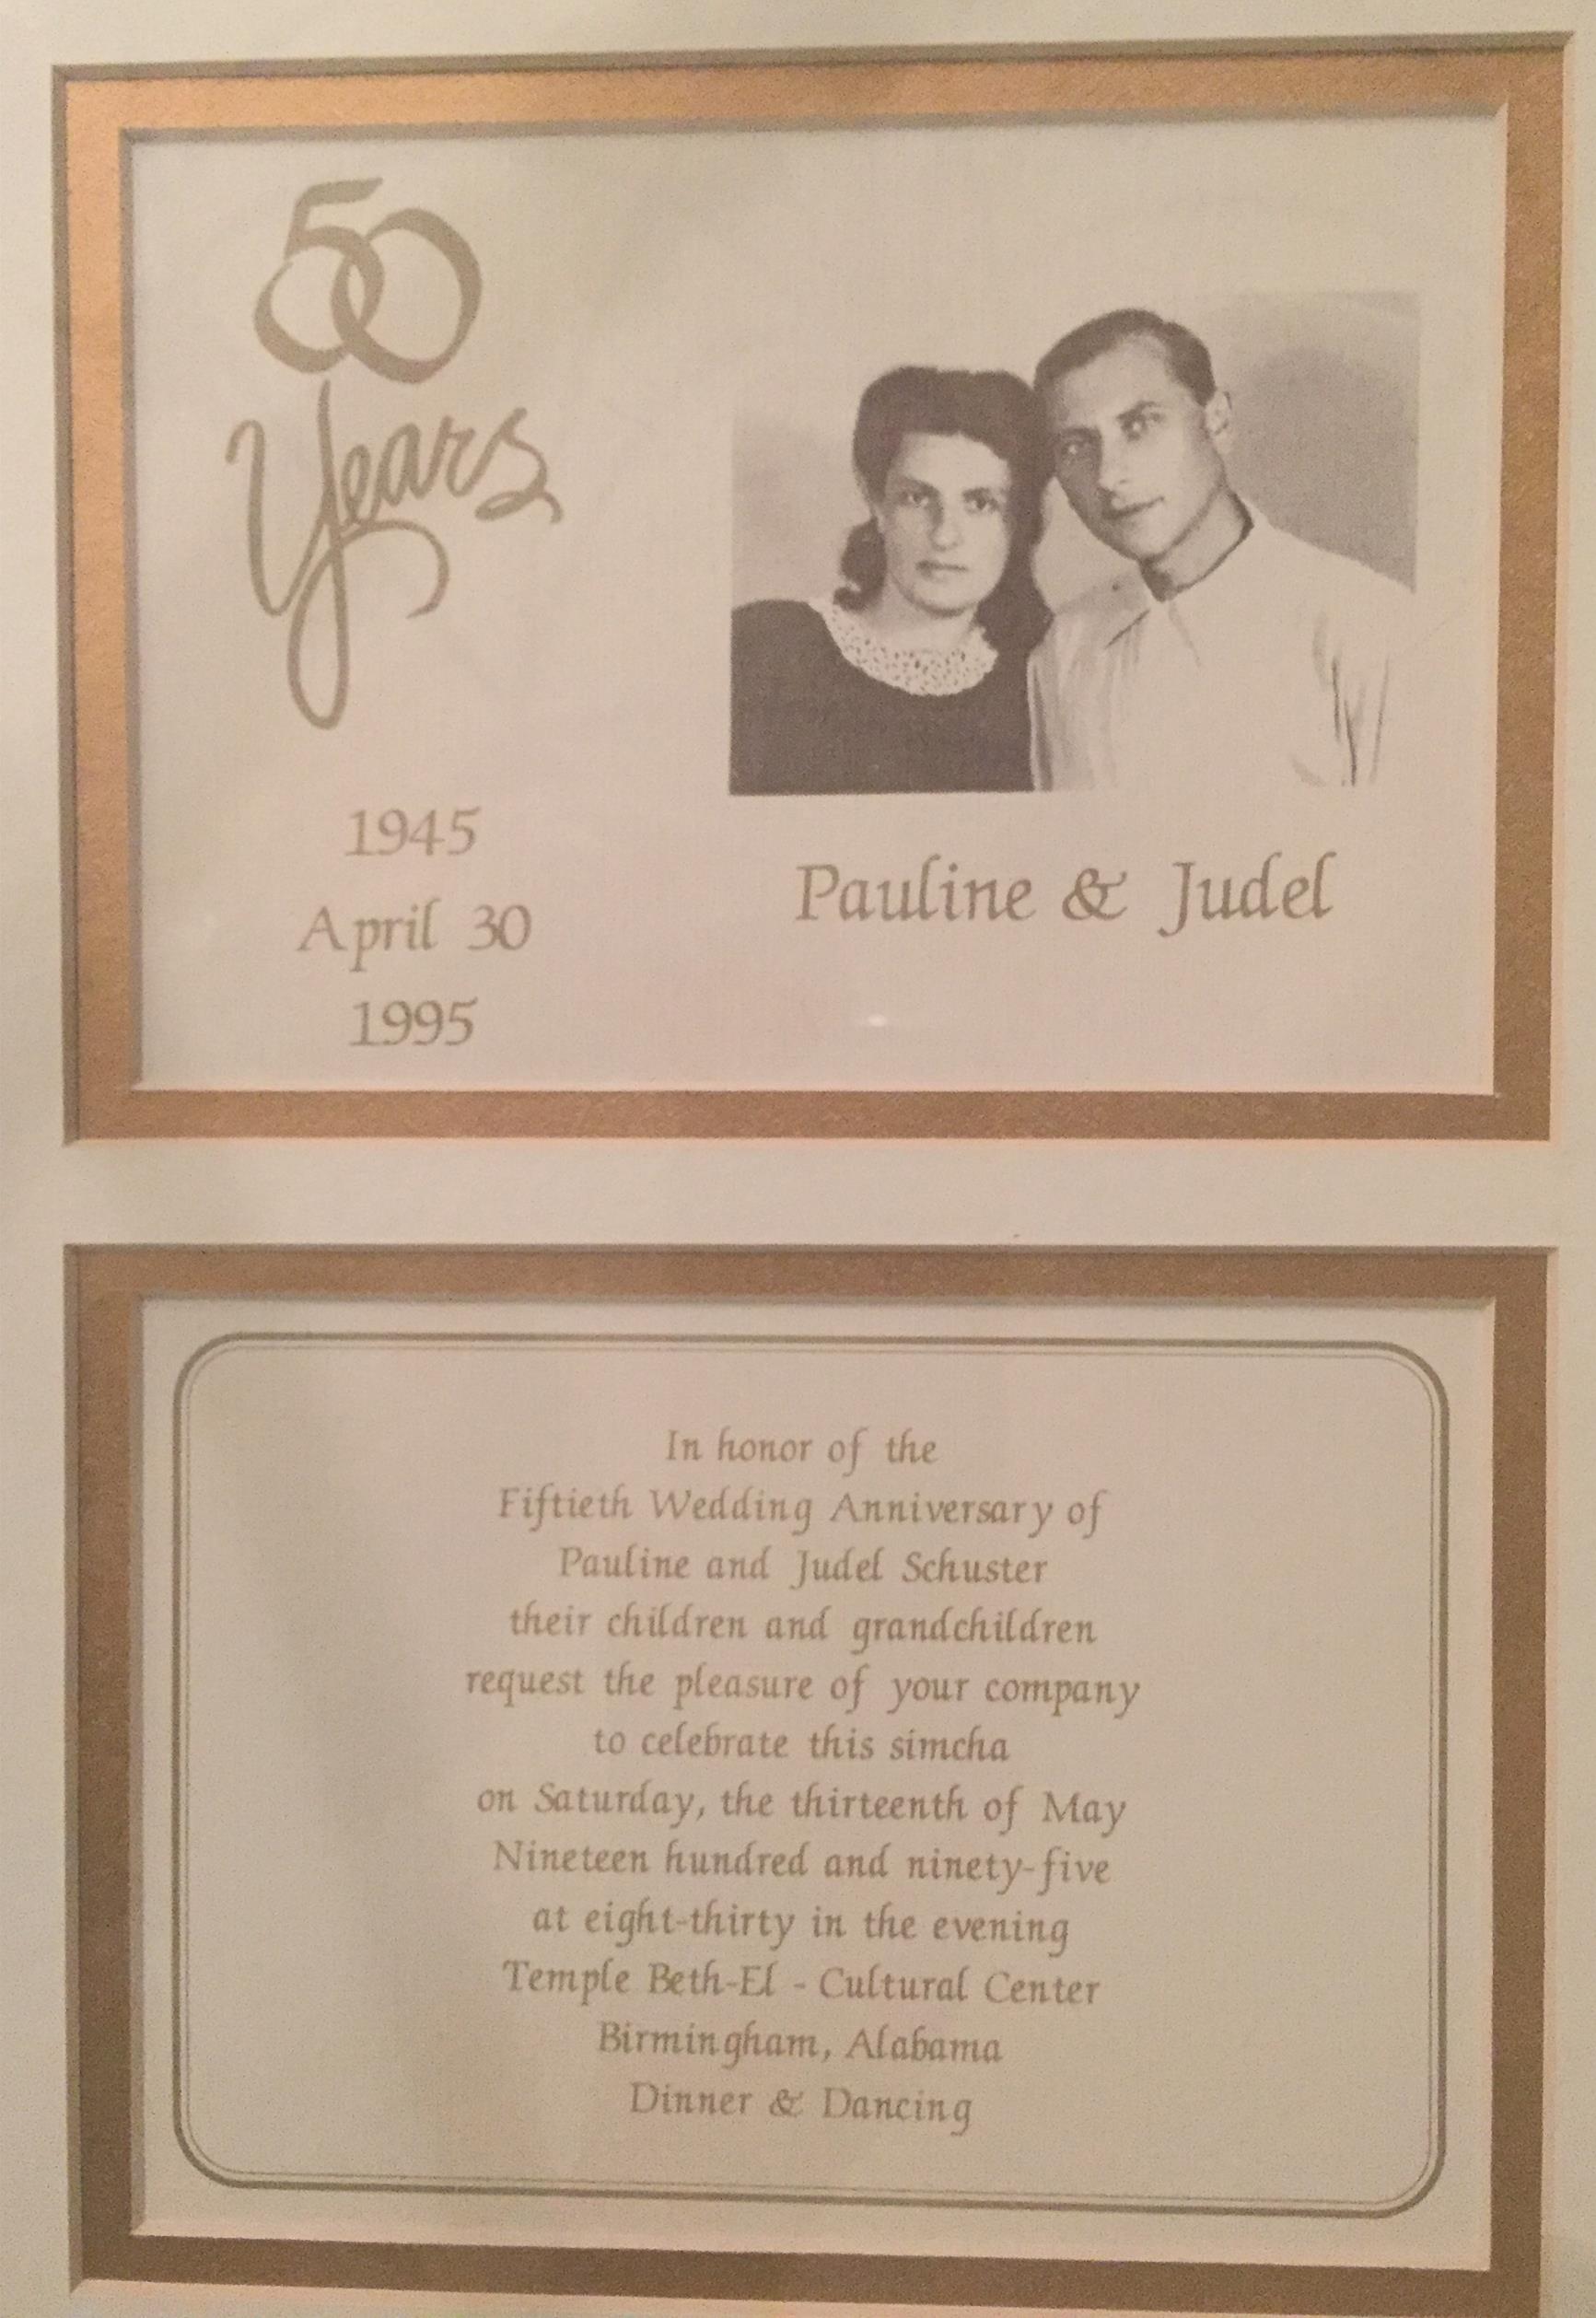 50
Years
1945
April 30
1995
Pauline & Judel
In honor of the
Fiftieth Wedding Anniversary of
Pauline and Judel Schuster
their children and grandchildren
request the pleasure of your company
to celebrate this simcha
on Saturday, the thirteenth of May
Nineteen hundred and ninety-five
at eight-thirty in the evening
Temple Beth-El - Cultural Center
Birmingham, Alabama
Dinner & Dancing